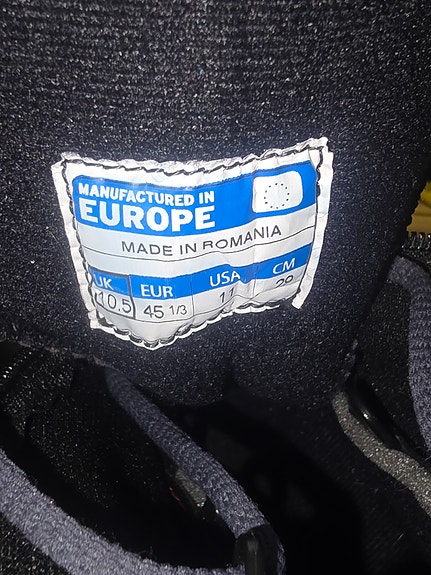 MANUFACTURED IN
EUROPE
MADE IN ROMANIA
UK EUR USA CM
10.5 45 1/3 11 29